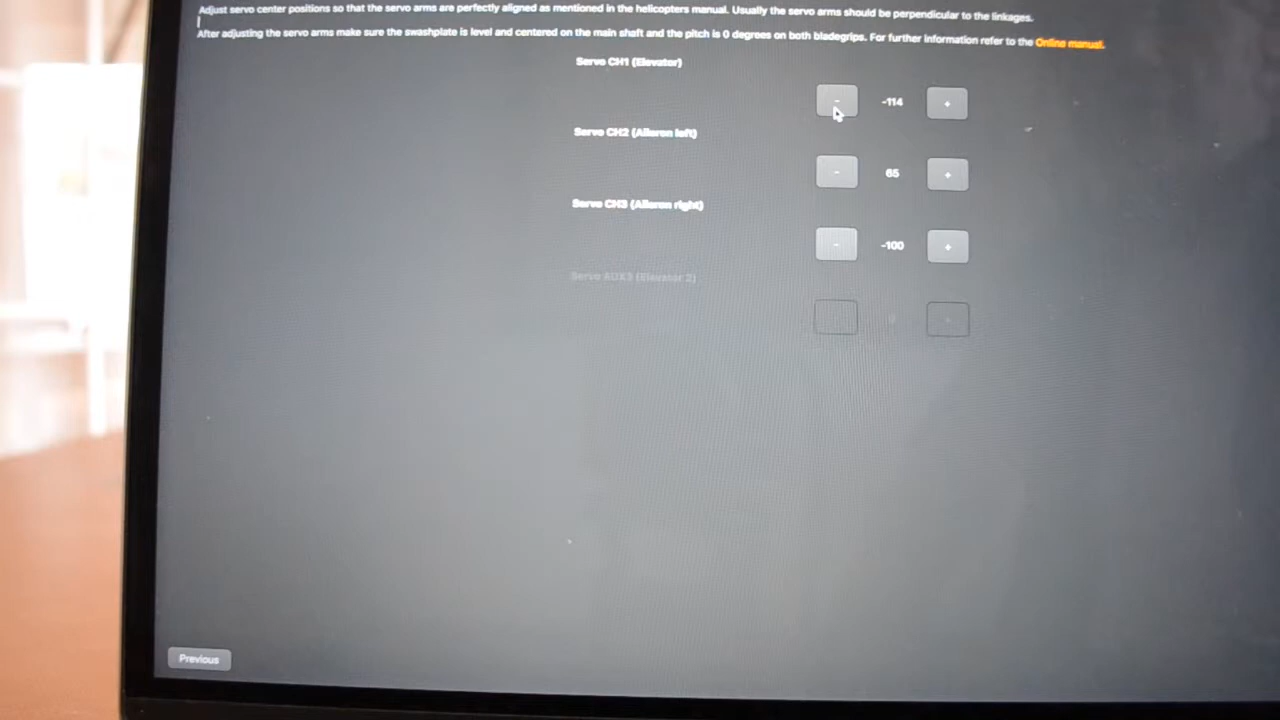 Adjust servo center positions so that the servo arms are perfectly aligned as mentioned in the helicopters manual. Usually the servo arms should be perpendicular to the linkages.
After adjusting the servo arms make sure the swashplate is level and centered on the main shaft and the pitch is 0 degrees on both bladegrips. For further information refer to the Online manual.
Servo CH1 (Elevator)
- -114 +
Servo CH2 (Aileron left)
- 65 +
Servo CH3 (Aileron right)
- -100 +
Servo AUX3 (Elevator 2)
Previous